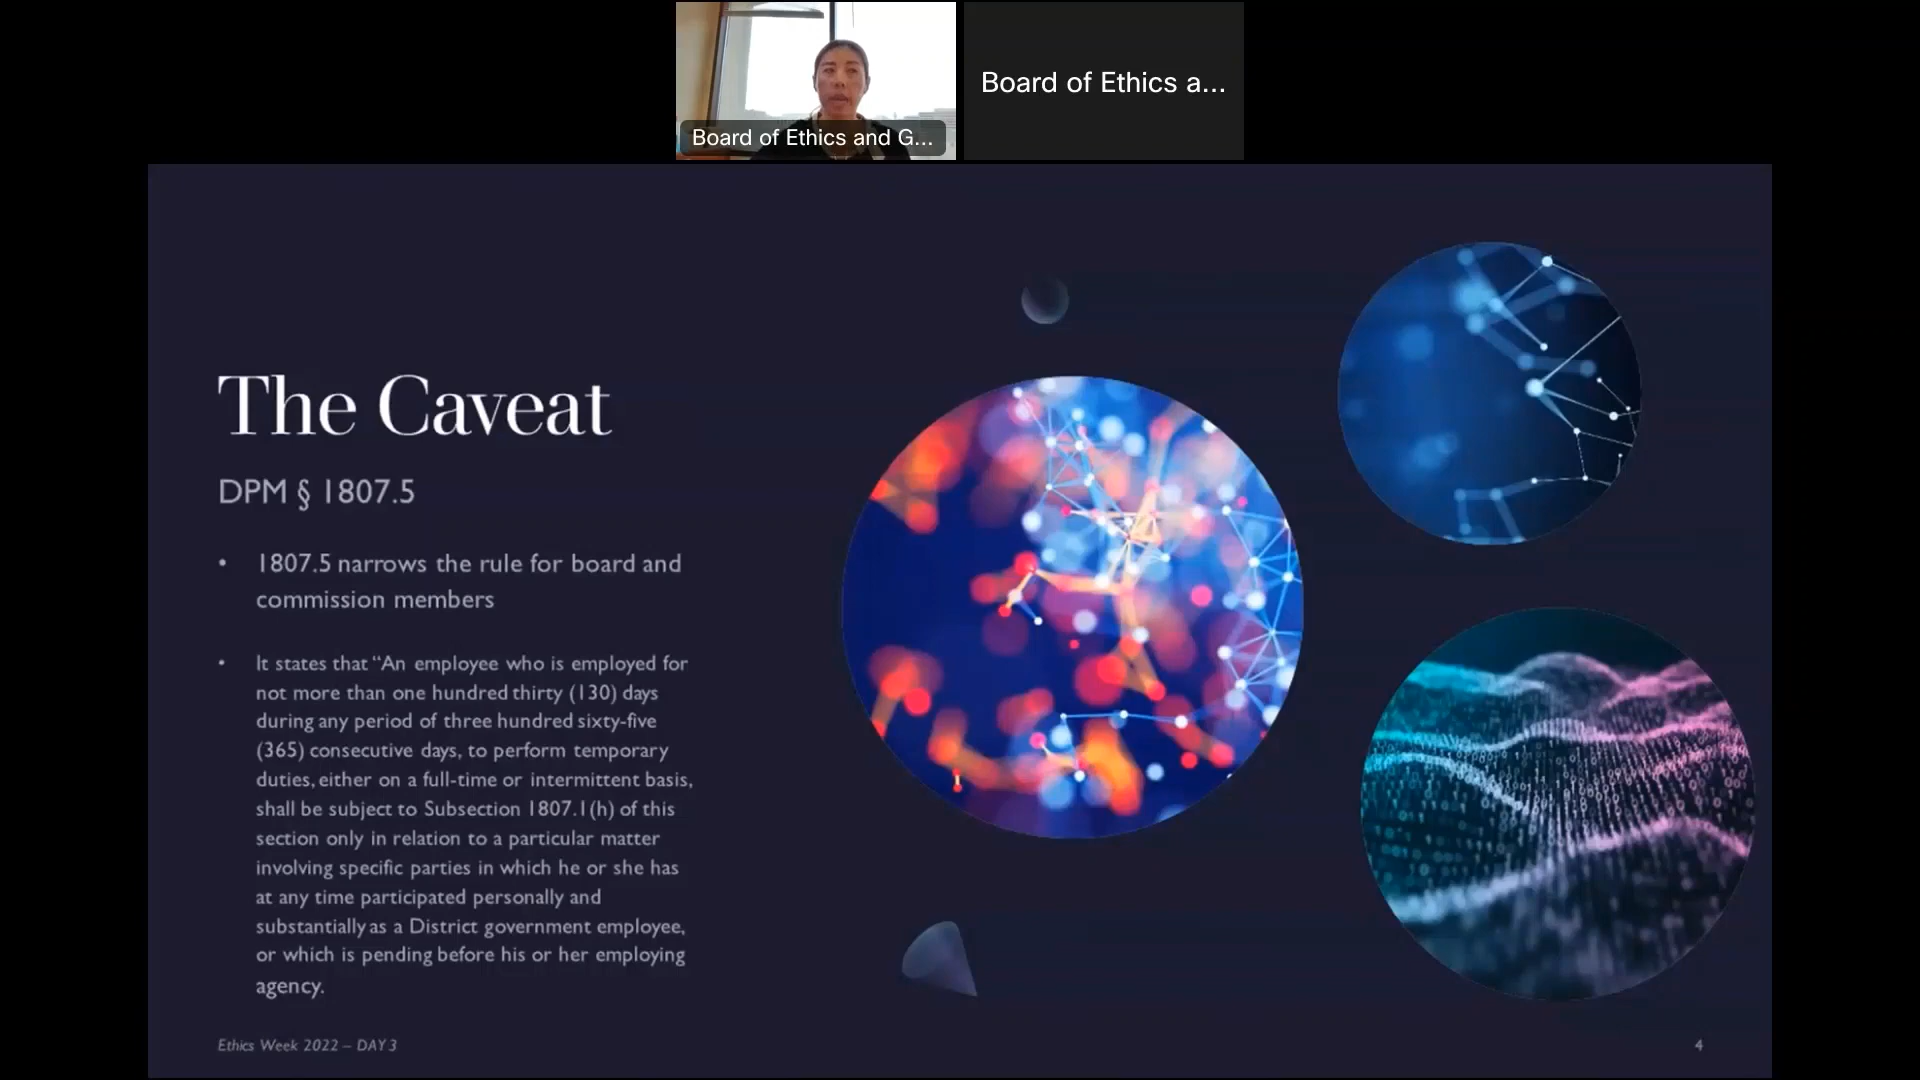 Board of Ethics and G...
Board of Ethics a...
The Caveat
DPM § 1807.5
• 1807.5 narrows the rule for board and
commission members
• It states that “An employee who is employed for
not more than one hundred thirty (130) days
during any period of three hundred sixty-five
(365) consecutive days, to perform temporary
duties, either on a full-time or intermittent basis,
shall be subject to Subsection 1807.1(h) of this
section only in relation to a particular matter
involving specific parties in which he or she has
at any time participated personally and
substantially as a District government employee,
or which is pending before his or her employing
agency.
Ethics Week 2022 – DAY 3
4